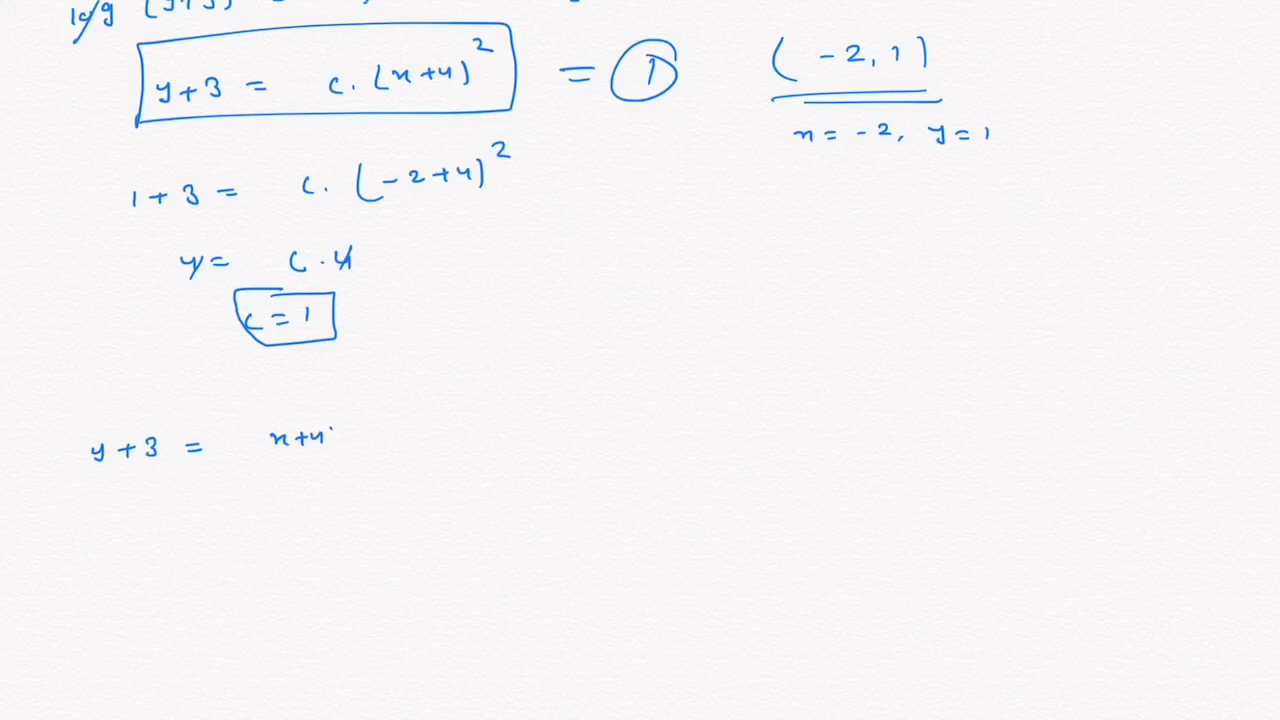 y+3 = c.(x+4)² = ①
(-2,1)
x = -2, y = 1
1+3 = c.(-2+4)²
4 = c.4
c = 1
y+3 = x+4